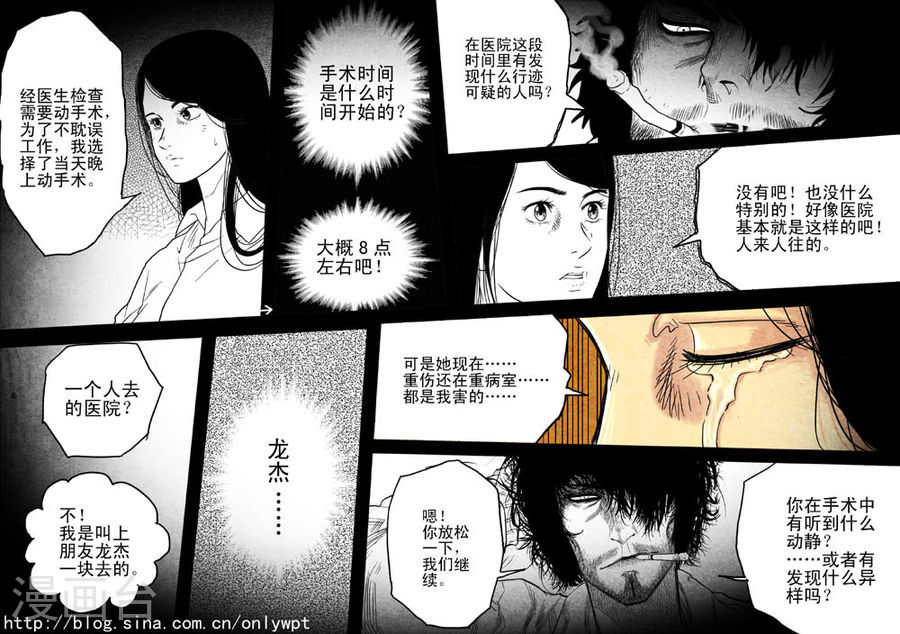 经医生检查
需要动手术，
为了不耽误
工作，我选
择了当天晚
上动手术。
手术时间
是什么时
间开始的？
大概8点
左右吧！
在医院这段
时间里有发
现什么行迹
可疑的人吗？
没有吧！也没什么
特别的！好像医院
基本就是这样的吧！
人来人往的。
一个人去
的医院？
不！
我是叫上
朋友龙杰
一块去的。
龙杰……
可是她现在……
重伤还在重病室……
都是我害的……
嗯！
你放松
一下，
我们继
续。
你在手术中
有听到什么
动静？
……或者有
发现什么异
样吗？
漫画台
http://blog.sina.com.cn/onlywpt